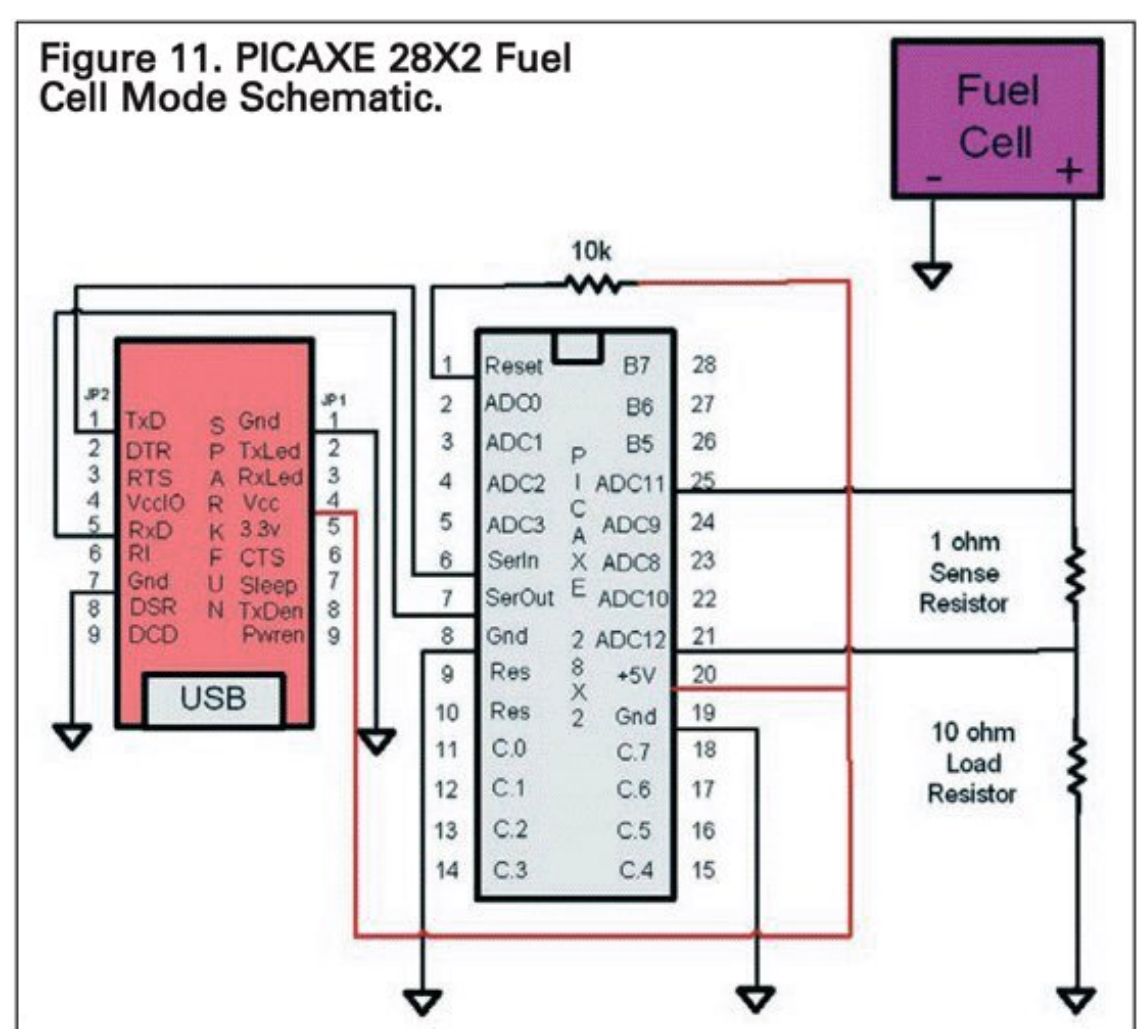 Figure 11. PICAXE 28X2 Fuel
Cell Mode Schematic.
Fuel
Cell
- +
10k
JP2
1 TxD
2 DTR
3 RTS
4 VccIO
5 RxD
6 RI
7 Gnd
8 DSR
9 DCD
SPARKFUN
JP1
Gnd 1
TxLed 2
RxLed 3
Vcc 4
3.3v 5
CTS 6
Sleep 7
TxDen 8
Pwren 9
USB
1 Reset
2 ADC0
3 ADC1
4 ADC2
5 ADC3
6 SerIn
7 SerOut
8 Gnd
9 Res
10 Res
11 C.0
12 C.1
13 C.2
14 C.3
PICAXE 28X2
B7 28
B6 27
B5 26
ADC11 25
ADC9 24
ADC8 23
ADC10 22
ADC12 21
+5V 20
Gnd 19
C.7 18
C.6 17
C.5 16
C.4 15
1 ohm
Sense
Resistor
10 ohm
Load
Resistor